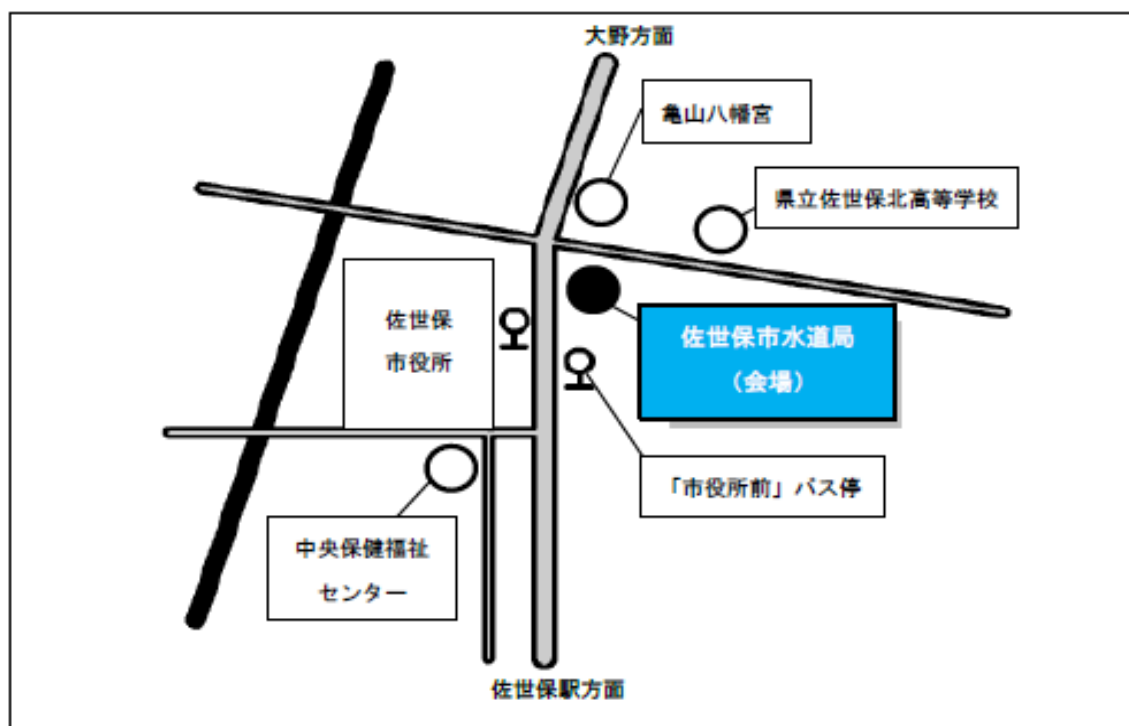 大野方面
亀山八幡宮
県立佐世保北高等学校
佐世保
市役所
佐世保市水道局
（会場）
「市役所前」バス停
中央保健福祉
センター
佐世保駅方面